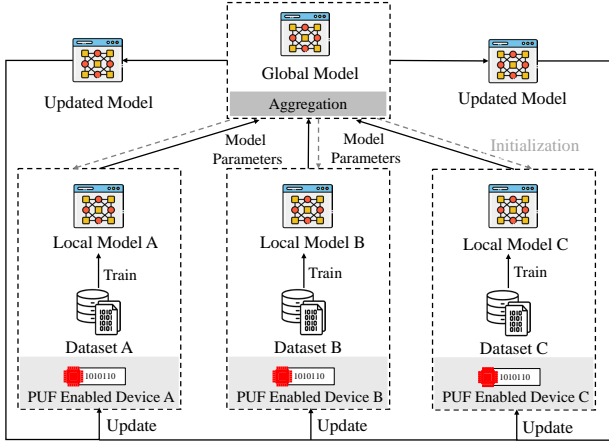 Global Model
Updated Model
Updated Model
Aggregation
Model
Parameters
Model
Parameters
Initialization
Local Model A
Local Model B
Local Model C
Train
Train
Train
Dataset A
Dataset B
Dataset C
1010110
1010110
1010110
PUF Enabled Device A
PUF Enabled Device B
PUF Enabled Device C
Update
Update
Update